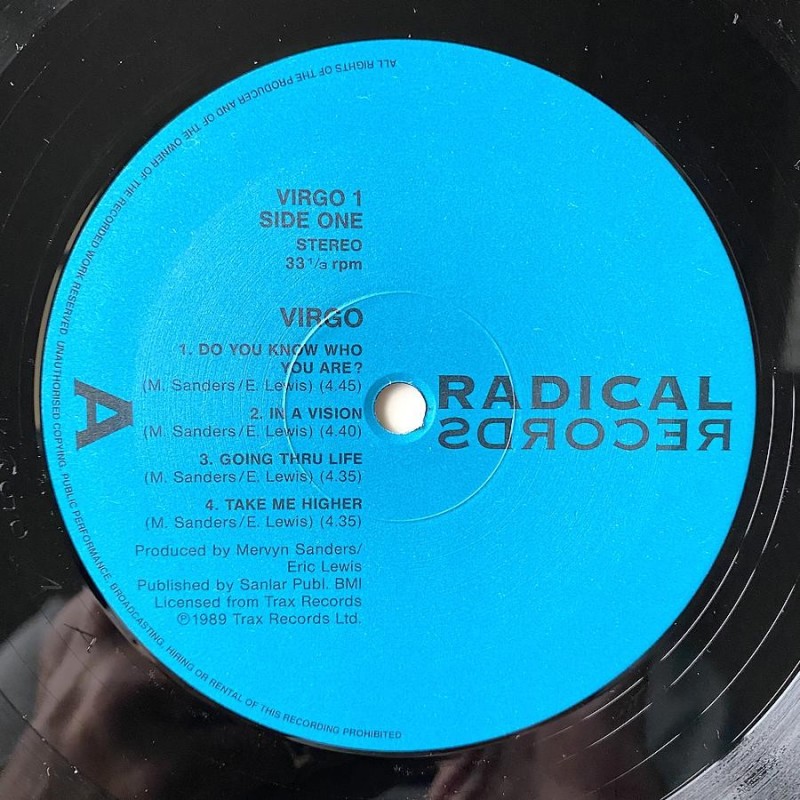 VIRGO 1
SIDE ONE
STEREO
33 1/3 rpm
VIRGO
1. DO YOU KNOW WHO
YOU ARE?
(M. Sanders/E. Lewis) (4.45)
2. IN A VISION
(M. Sanders/E. Lewis) (4.40)
3. GOING THRU LIFE
(M. Sanders/E. Lewis) (4.35)
4. TAKE ME HIGHER
(M. Sanders/E. Lewis) (4.35)
Produced by Mervyn Sanders/
Eric Lewis
Published by Sanlar Publ. BMI
Licensed from Trax Records
℗1989 Trax Records Ltd.
A
RADICAL
RECORDS
ALL RIGHTS OF THE PRODUCER AND OF THE OWNER OF THE RECORDED WORK RESERVED. UNAUTHORISED COPYING, PUBLIC PERFORMANCE, BROADCASTING, HIRING OR RENTAL OF THIS RECORDING PROHIBITED